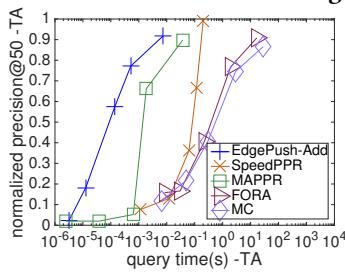 g
1
0.9
0.8
0.7
0.6
0.5
0.4
0.3
0.2
0.1
0
normalized precision@50 -TA
EdgePush-Add
SpeedPPR
MAPPR
FORA
MC
10^-6 10^-5 10^-4 10^-3 10^-2 10^-1 10^0 10^1 10^2 10^3 10^4
query time(s) -TA